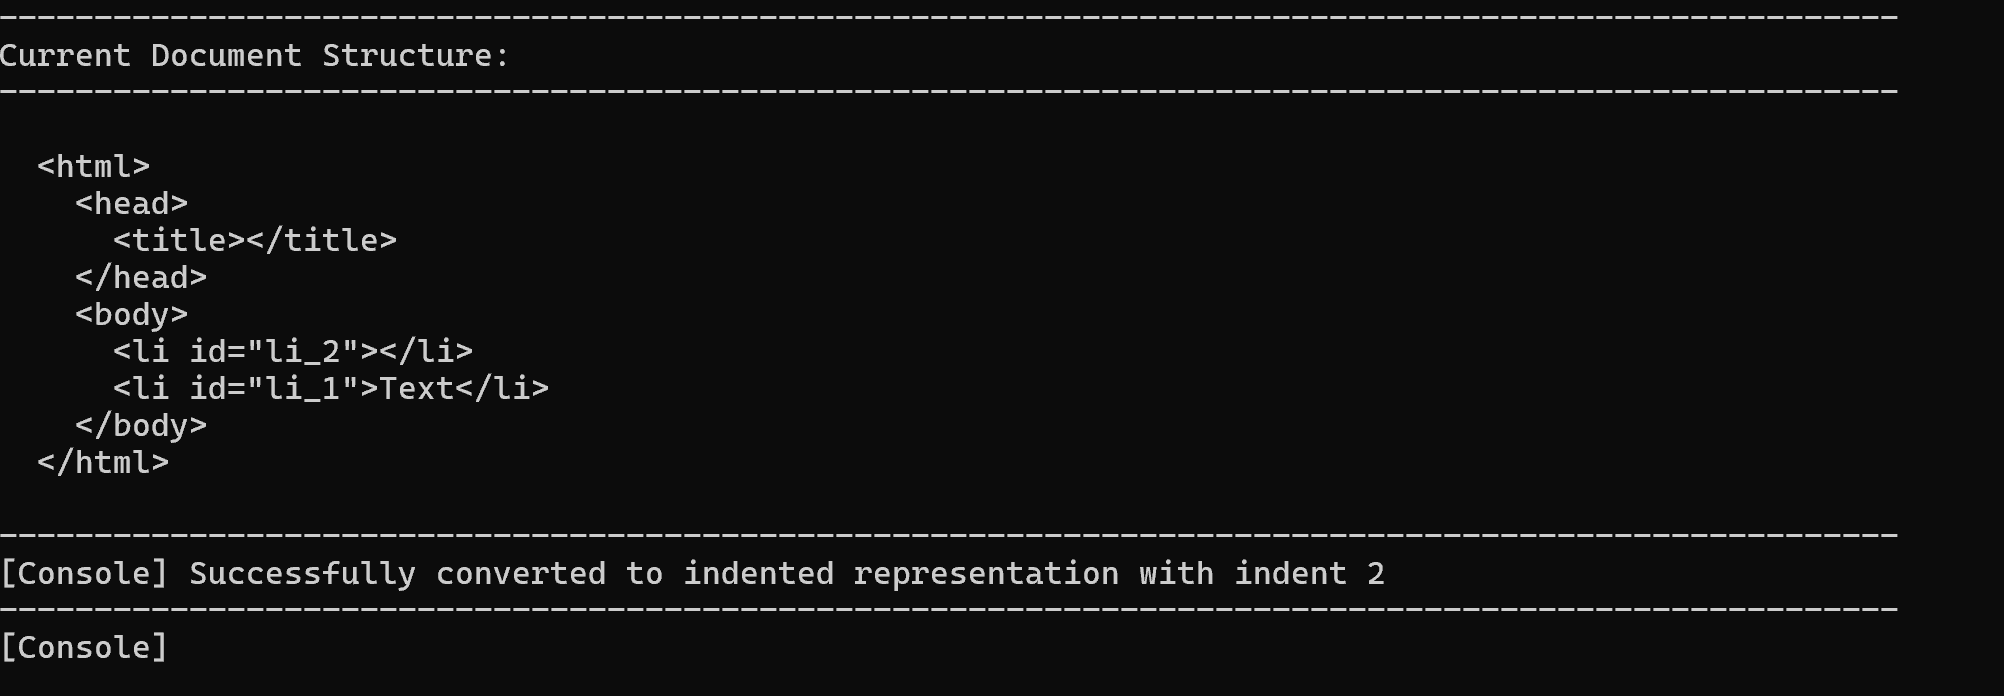 ----------------------------------------------------------------------------------------------------
Current Document Structure:
----------------------------------------------------------------------------------------------------

  <html>
    <head>
      <title></title>
    </head>
    <body>
      <li id="li_2"></li>
      <li id="li_1">Text</li>
    </body>
  </html>

----------------------------------------------------------------------------------------------------
[Console] Successfully converted to indented representation with indent 2
----------------------------------------------------------------------------------------------------
[Console]